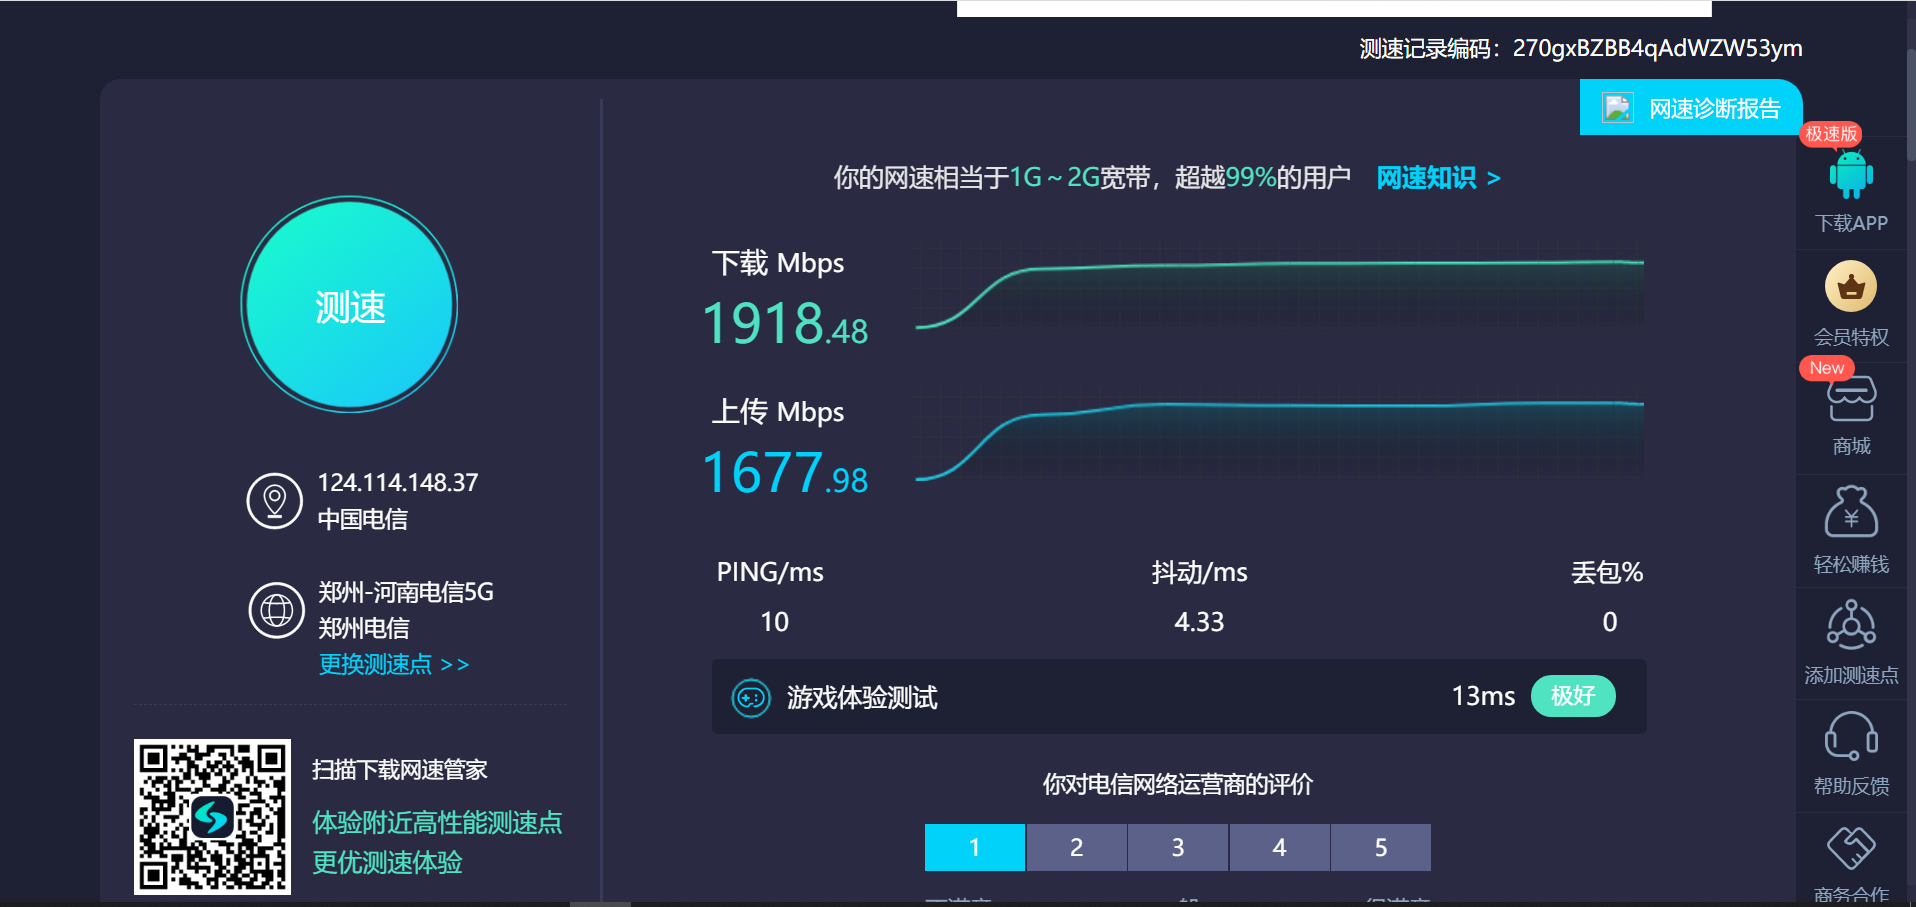 测速记录编码：270gxBZBB4qAdWZW53ym
网速诊断报告
你的网速相当于1G～2G宽带，超越99%的用户 网速知识 >
测速
下载 Mbps
1918.48
上传 Mbps
1677.98
124.114.148.37
中国电信
郑州-河南电信5G
郑州电信
更换测速点 >>
PING/ms
10
抖动/ms
4.33
丢包%
0
游戏体验测试 13ms 极好
扫描下载网速管家
体验附近高性能测速点
更优测速体验
你对电信网络运营商的评价
1 2 3 4 5
极速版
下载APP
会员特权
New
商城
轻松赚钱
添加测速点
帮助反馈
商务合作